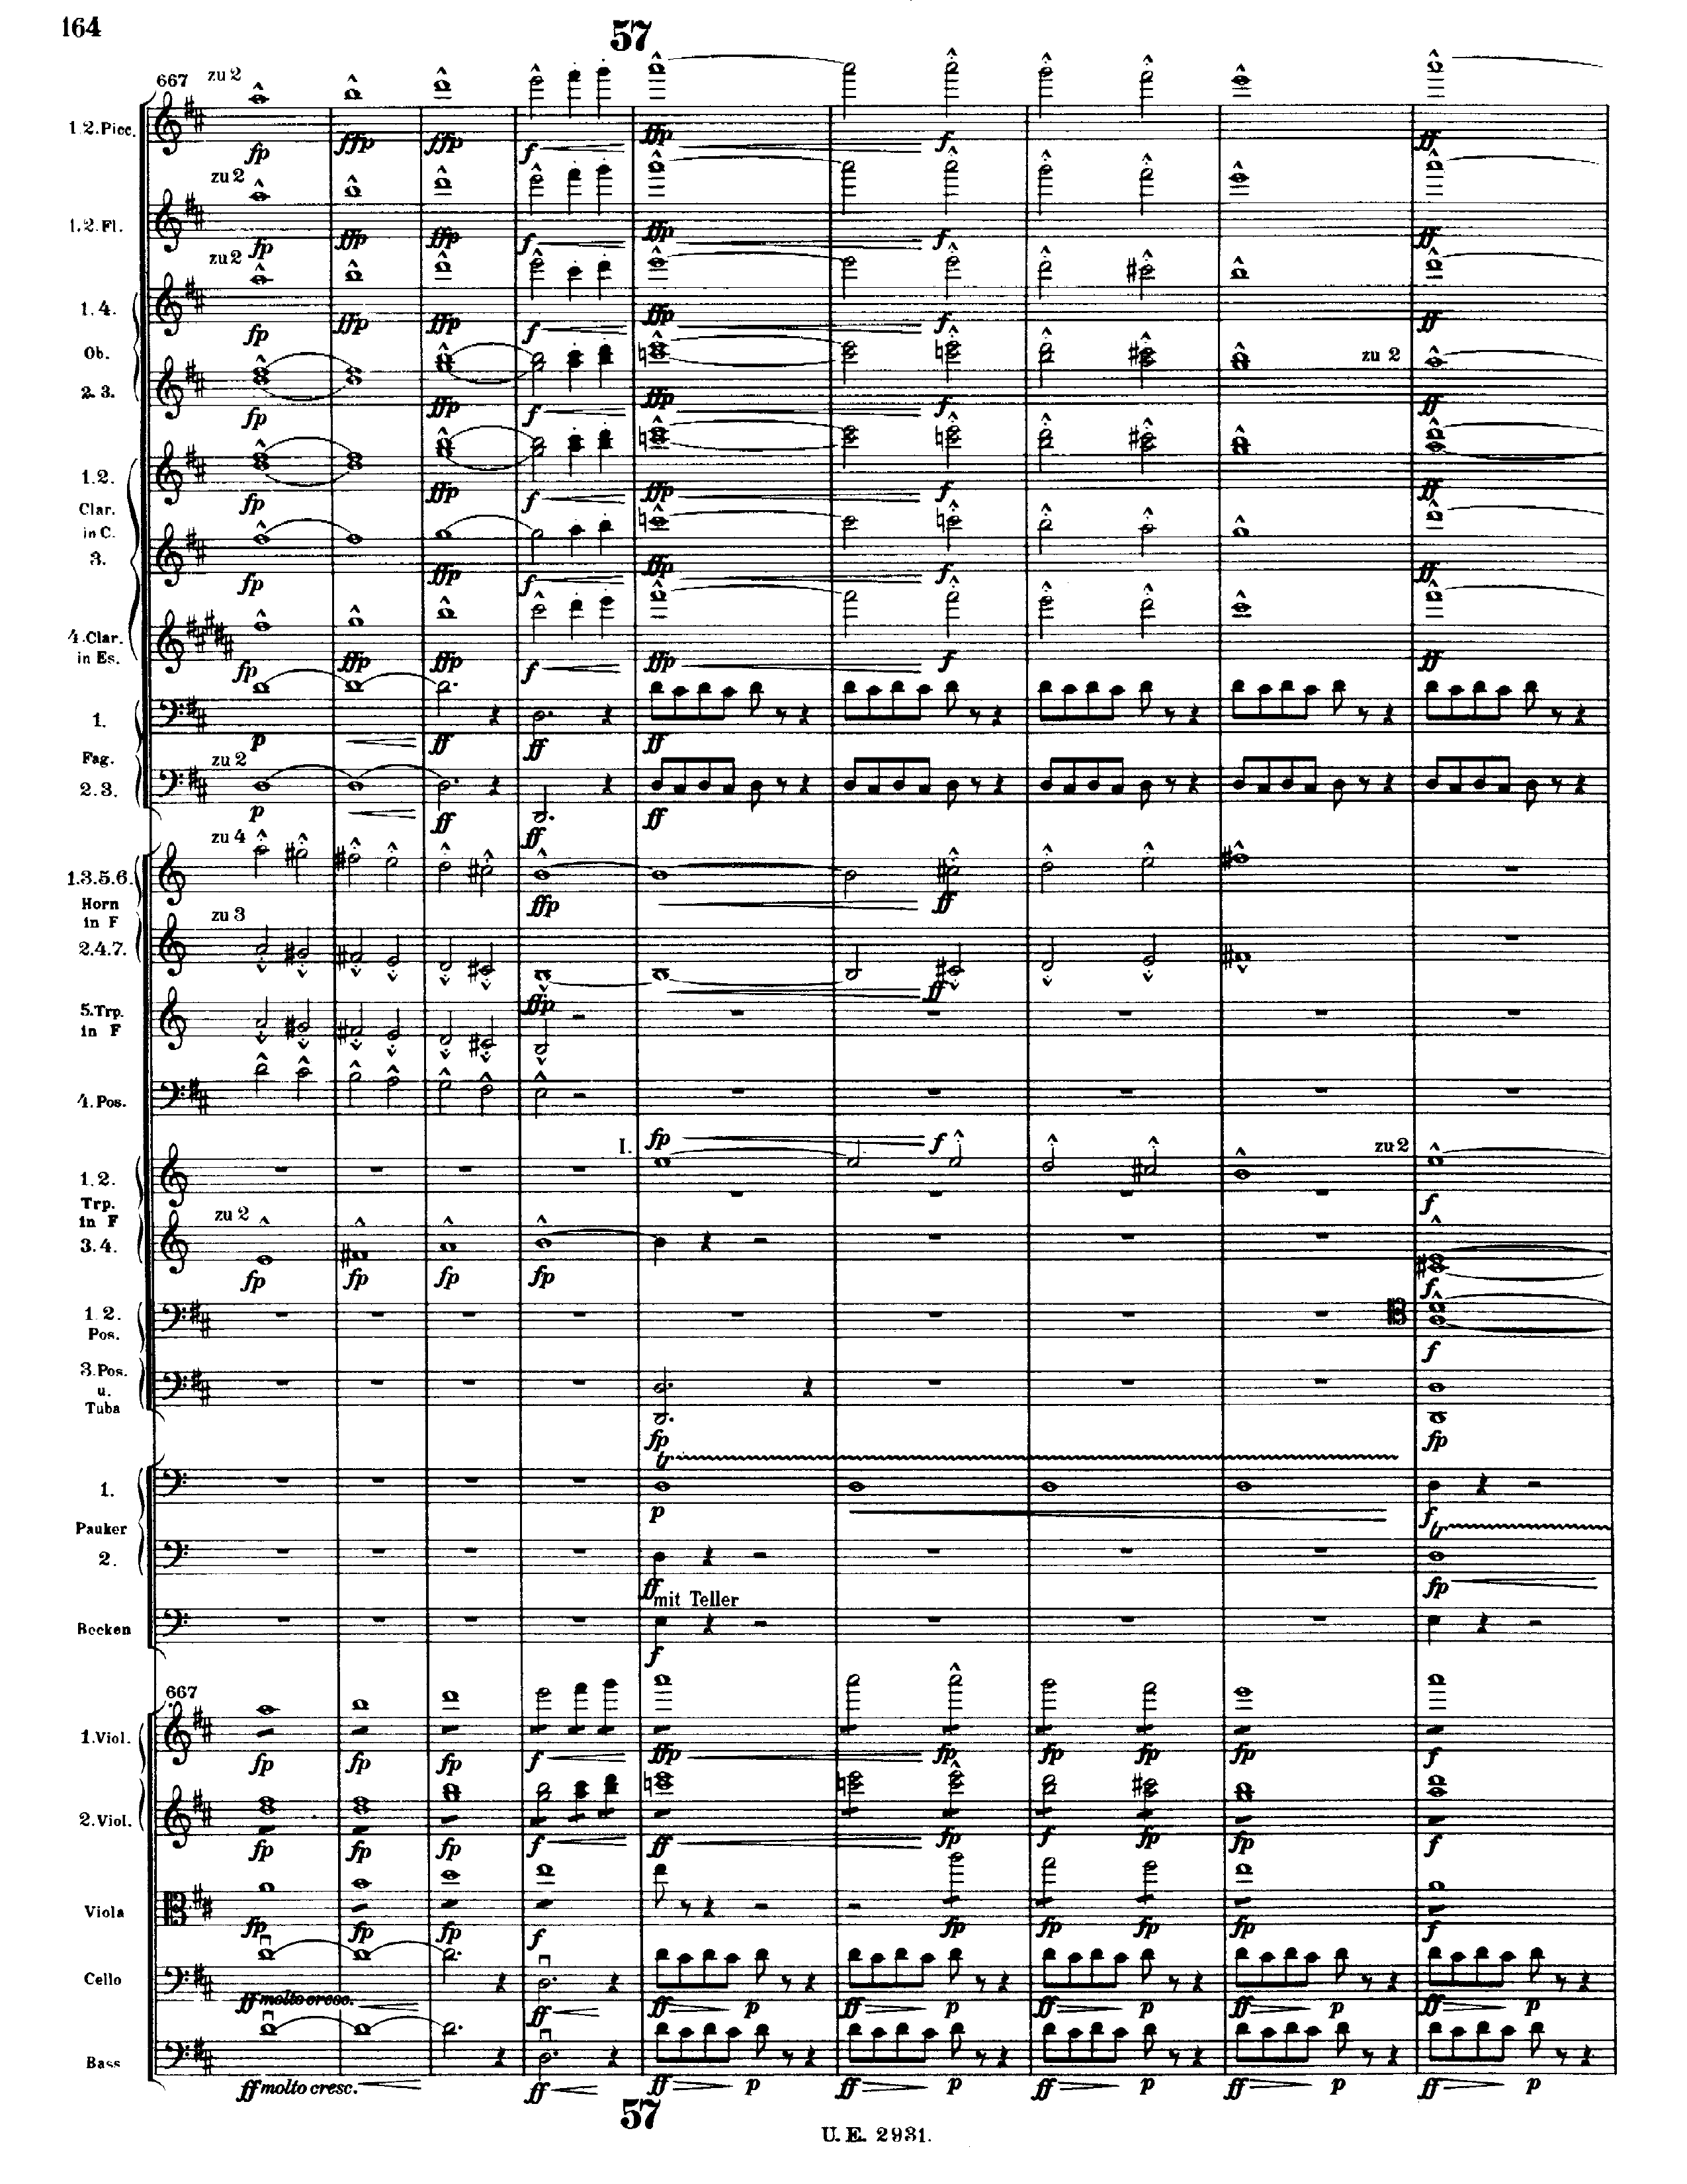 164
57
667
zu 2
1.2.Picc.
fp
ffp
ffp
f
ffp
f
ff
zu 2
1.2.Fl.
fp
ffp
ffp
f
ffp
f
ff
zu 2
1.4.
fp
ffp
ffp
f
ffp
f
ff
Ob.
zu 2
2.3.
fp
ffp
f
ffp
f
ff
1.2.
fp
ffp
f
ffp
f
ff
Clar.
in C.
3.
fp
ffp
f
ffp
f
ff
4.Clar.
in Es.
fp
ffp
ffp
f
ffp
f
ff
1.
p
ff
ff
ff
Fag.
zu 2
2.3.
p
ff
ff
ff
zu 4
1.3.5.6.
ffp
ff
Horn
in F
zu 3
2.4.7.
ffp
ff
5.Trp.
in F
4.Pos.
I.
fp
f
zu 2
1.2.
f
Trp.
in F
zu 2
3.4.
fp
fp
fp
fp
f
1.2.
Pos.
f
3.Pos.
u.
Tuba
fp
fp
tr
1.
p
f
Pauker
tr
2.
ff
fp
mit Teller
Becken
f
667
1.Viol.
fp
fp
fp
f
ffp
fp
fp
fp
fp
f
2.Viol.
fp
fp
fp
f
ff
fp
f
fp
fp
f
Viola
fp
fp
fp
f
fp
fp
fp
fp
f
Cello
ff molto cresc.
ff
ff
p
ff
p
ff
p
ff
p
ff
p
Bass
ff molto cresc.
ff
ff
p
ff
p
ff
p
ff
p
ff
p
57
U. E. 2931.